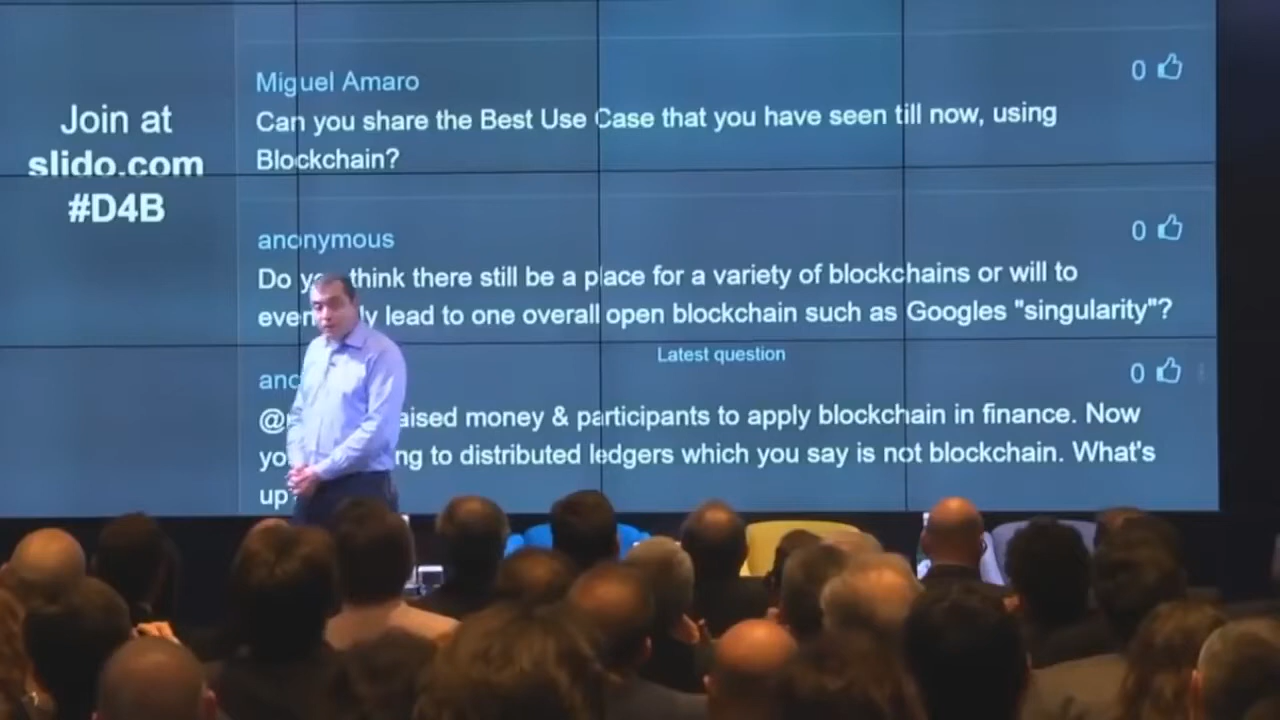 Join at
slido.com
#D4B
Miguel Amaro
0
Can you share the Best Use Case that you have seen till now, using
Blockchain?
anonymous
0
Do think there still be a place for a variety of blockchains or will to
lead to one overall open blockchain such as Googles "singularity"?
Latest question
0
money & participants to apply blockchain in finance. Now
to distributed ledgers which you say is not blockchain. What's
up